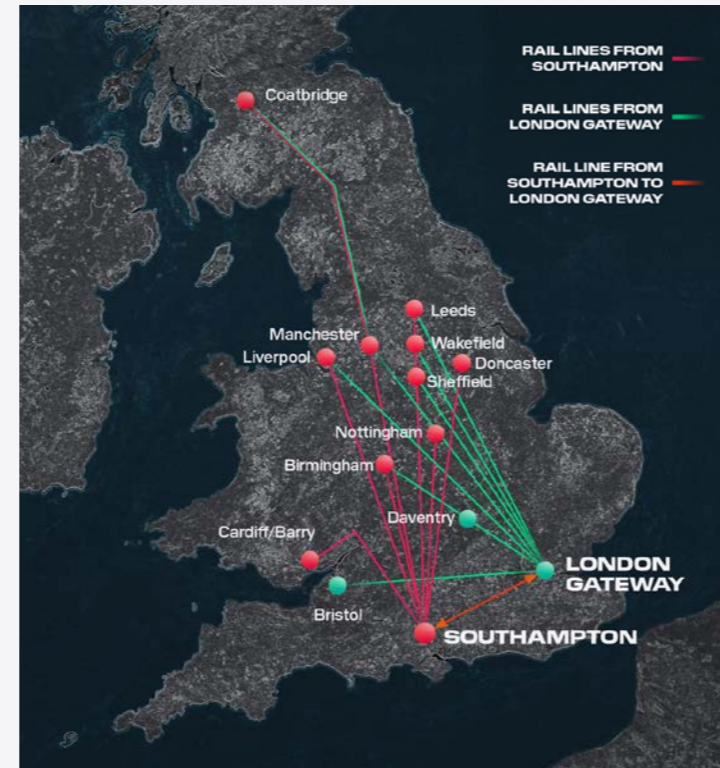 RAIL LINES FROM
SOUTHAMPTON
RAIL LINES FROM
LONDON GATEWAY
RAIL LINE FROM
SOUTHAMPTON TO
LONDON GATEWAY
Coatbridge
Leeds
Manchester
Wakefield
Liverpool
Doncaster
Sheffield
Nottingham
Birmingham
Daventry
Cardiff/Barry
LONDON
GATEWAY
Bristol
SOUTHAMPTON